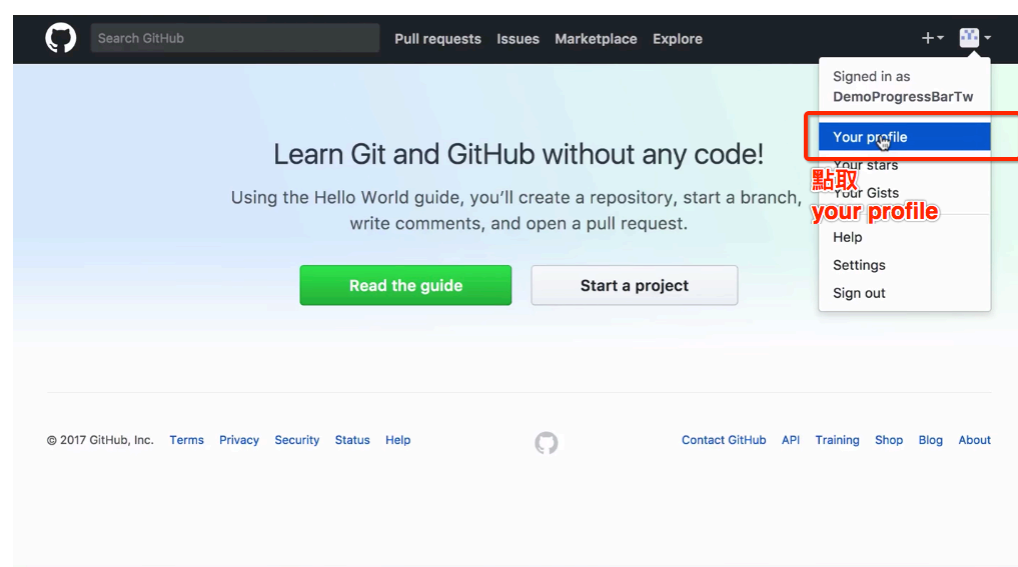 Search GitHub
Pull requests Issues Marketplace Explore
Signed in as
DemoProgressBarTw
Your profile
Your stars
點取
Your Gists
your profile
Help
Settings
Sign out
Learn Git and GitHub without any code!
Using the Hello World guide, you’ll create a repository, start a branch,
write comments, and open a pull request.
Read the guide Start a project
© 2017 GitHub, Inc. Terms Privacy Security Status Help Contact GitHub API Training Shop Blog About